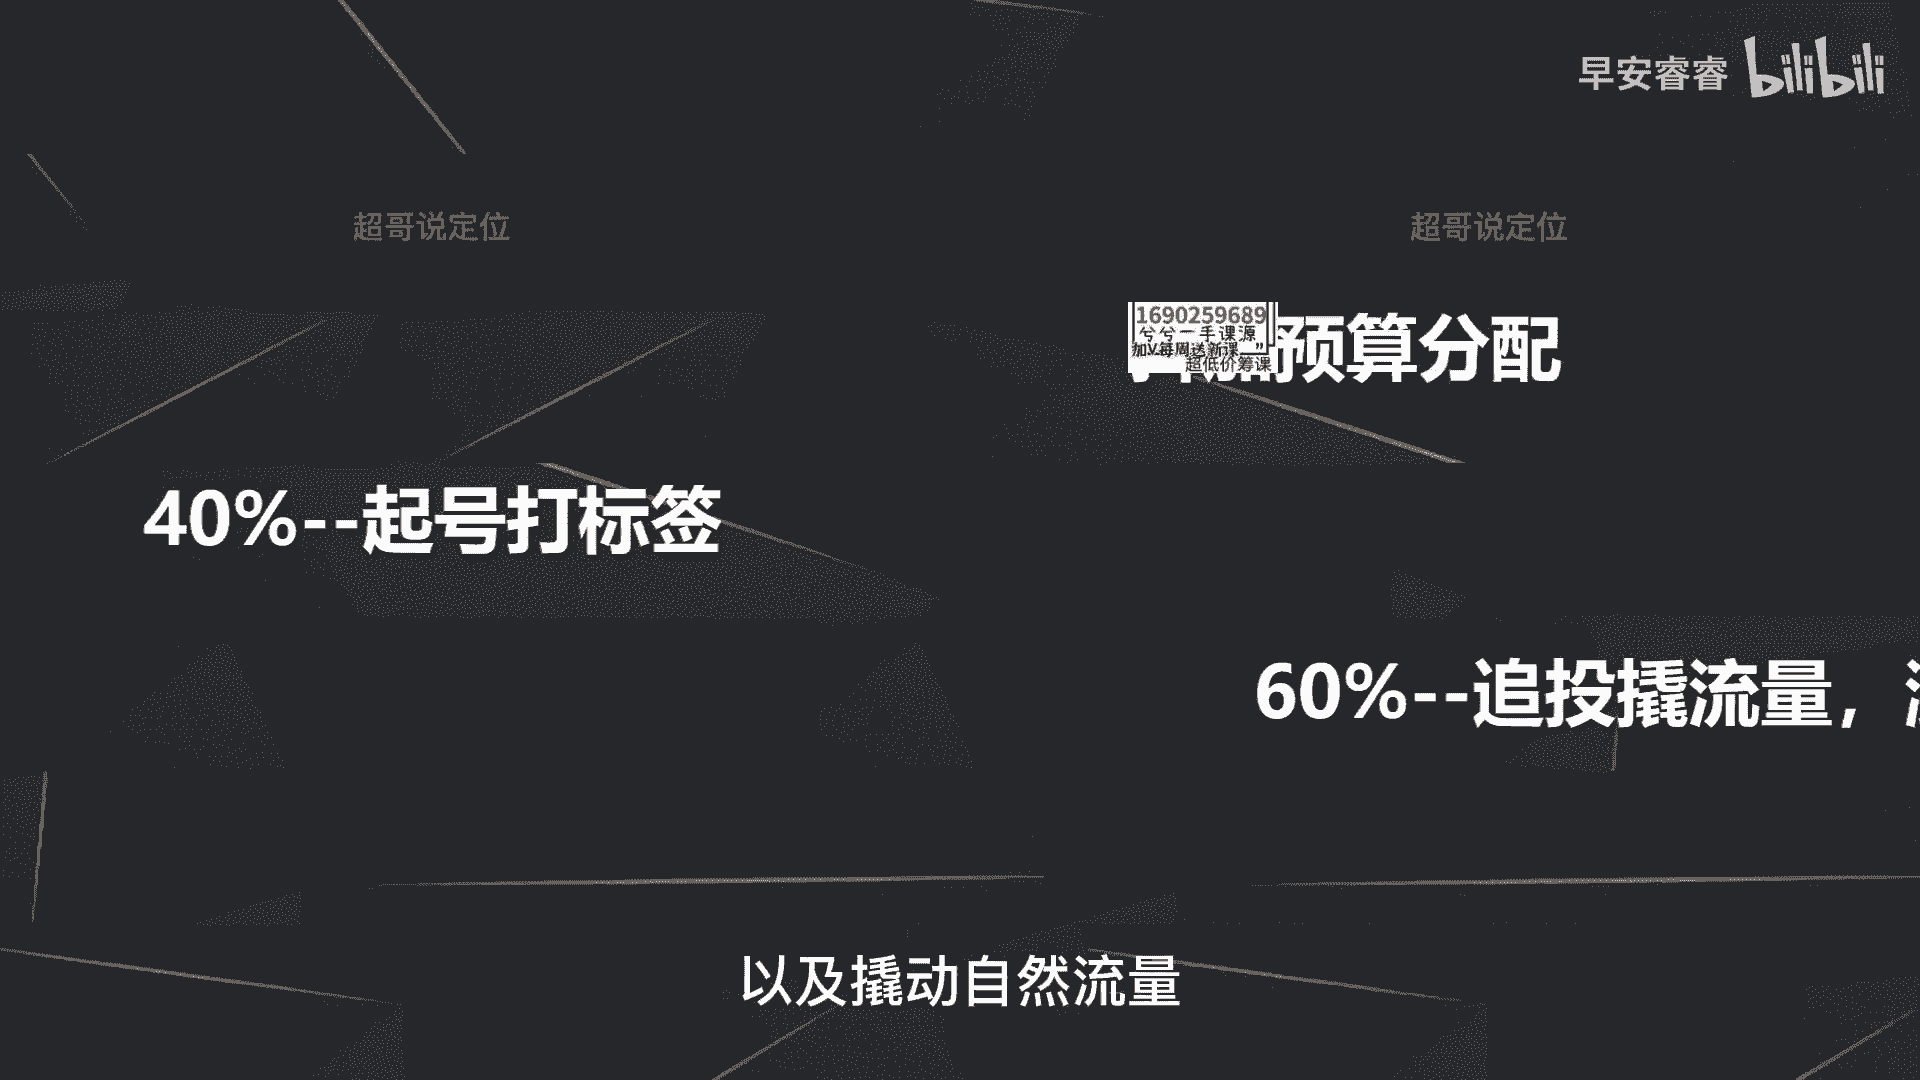 早安睿睿 bilibili
超哥说定位 超哥说定位
1690259689
兮兮一手课源
加V每周送新课
超低价筹课
预算分配
40%--起号打标签
60%--追投撬流量，
以及撬动自然流量